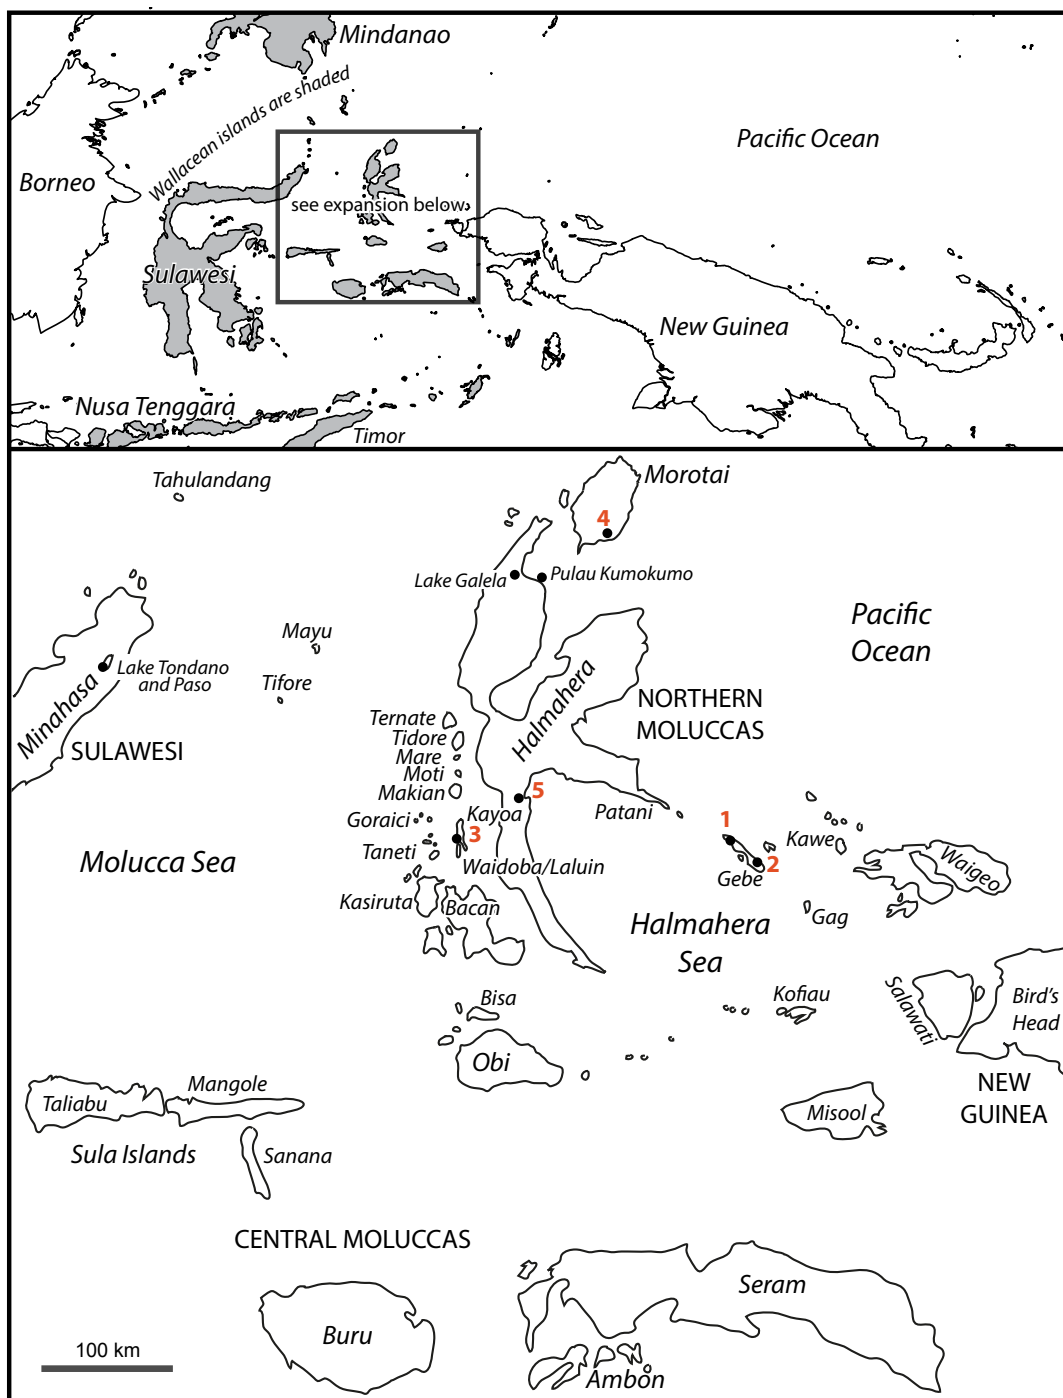 Mindanao
Wallacean islands are shaded
Pacific Ocean
Borneo
see expansion below
Sulawesi
New Guinea
Nusa Tenggara
Timor
Tahulandang
Morotai
4
Lake Galela
Pulau Kumokumo
Pacific
Ocean
Mayu
Lake Tondano
and Paso
Minahasa
Tifore
Halmahera
NORTHERN
MOLUCCAS
SULAWESI
Ternate
Tidore
Mare
Moti
Makian
5
Patani
Kayoa
Goraici
3
1
Kawe
Molucca Sea
Taneti
Waidoba/Laluin
2
Gebe
Waigeo
Kasiruta
Bacan
Gag
Halmahera
Sea
Bisa
Kofiau
Salawati
Bird's
Head
Obi
NEW
GUINEA
Mangole
Taliabu
Misool
Sula Islands
Sanana
CENTRAL MOLUCCAS
Seram
Buru
100 km
Ambon